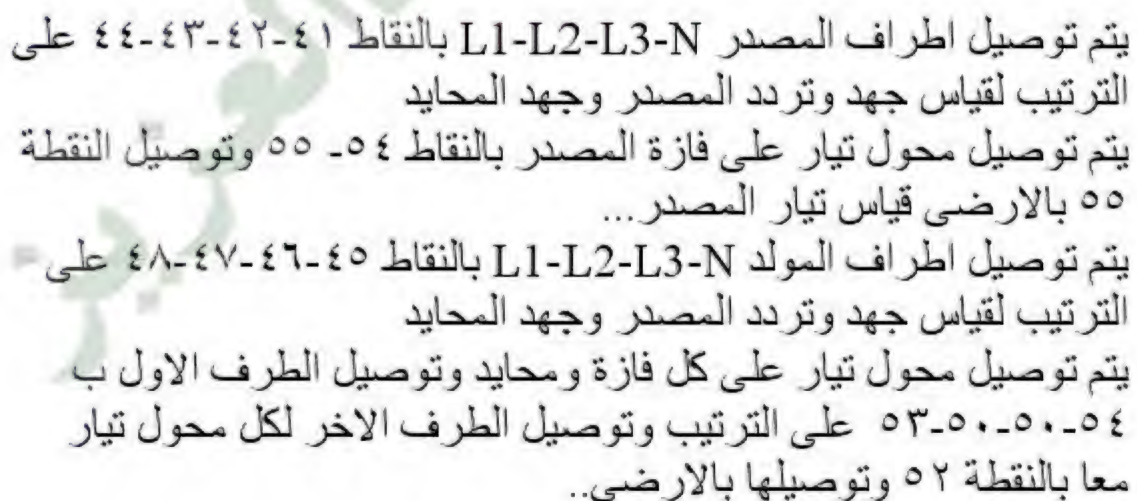 يتم توصيل اطراف المصدر L1-L2-L3-N بالنقاط ٤١-٤٢-٤٣-٤٤ على
الترتيب لقياس جهد وتردد المصدر وجهد المحايد
يتم توصيل محول تيار على فازة المصدر بالنقاط ٥٤- ٥٥ وتوصيل النقطة
٥٥ بالارضى قياس تيار المصدر...
يتم توصيل اطراف المولد L1-L2-L3-N بالنقاط ٤٥-٤٦-٤٧-٤٨ على
الترتيب لقياس جهد وتردد المصدر وجهد المحايد
يتم توصيل محول تيار على كل فازة ومحايد وتوصيل الطرف الاول ب
٥٤-٥٠-٥٠-٥٣ على الترتيب وتوصيل الطرف الاخر لكل محول تيار
معا بالنقطة ٥٢ وتوصيلها بالارضي..